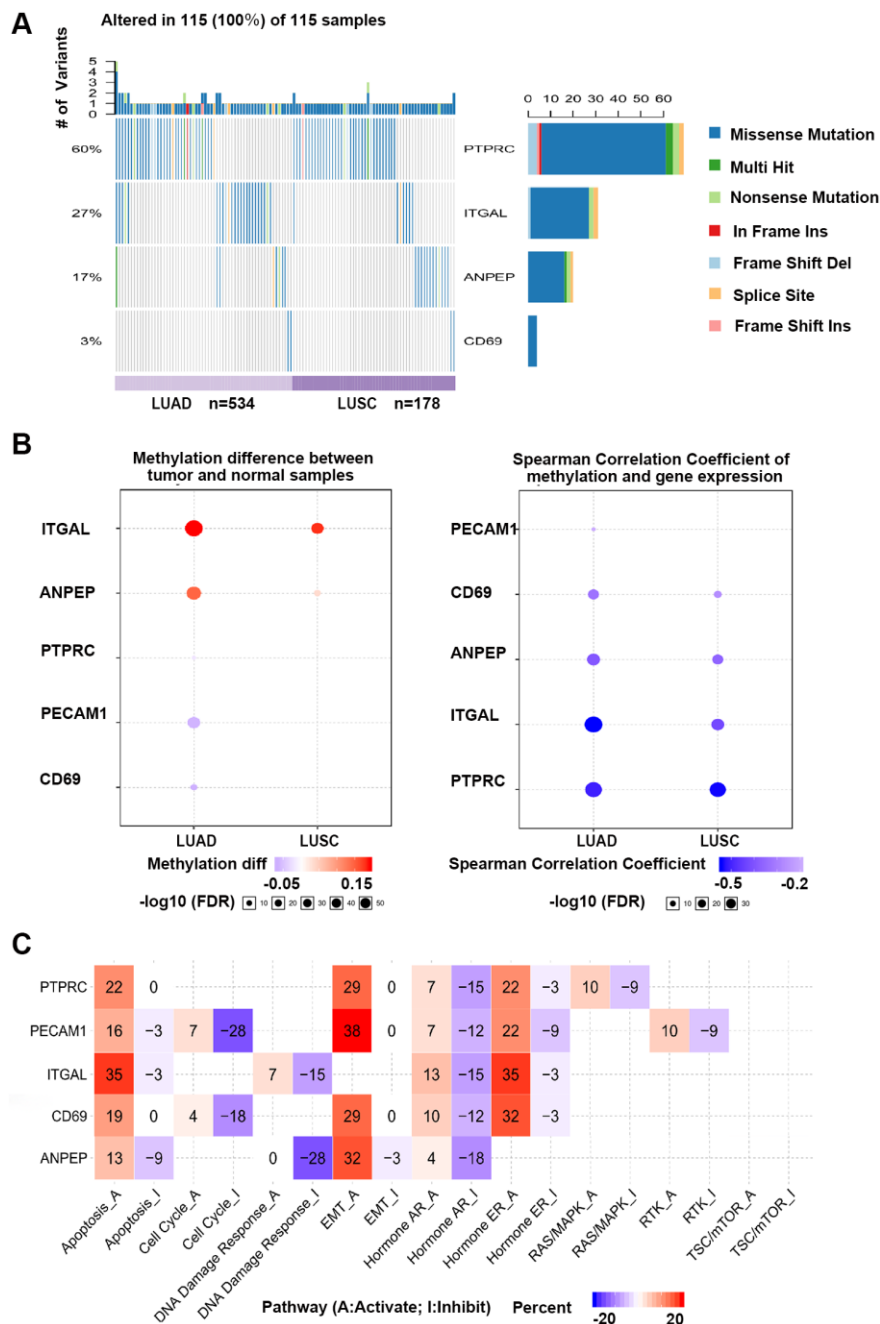 A
Altered in 115 (100%) of 115 samples
# of Variants
5
4
3
2
1
0
0 10 20 30 40 50 60
60% PTPRC
27% ITGAL
17% ANPEP
3% CD69
LUAD n=534 LUSC n=178
Missense Mutation
Multi Hit
Nonsense Mutation
In Frame Ins
Frame Shift Del
Splice Site
Frame Shift Ins
B
Methylation difference between
tumor and normal samples
ITGAL
ANPEP
PTPRC
PECAM1
CD69
LUAD LUSC
Methylation diff
-0.05 0.15
-log10 (FDR) 10 20 30 40 50
Spearman Correlation Coefficient of
methylation and gene expression
PECAM1
CD69
ANPEP
ITGAL
PTPRC
LUAD LUSC
Spearman Correlation Coefficient
-0.5 -0.2
-log10 (FDR) 10 20 30
C
PTPRC 22 0 29 0 7 −15 22 −3 10 −9
PECAM1 16 −3 7 −28 38 0 7 −12 22 −9 10 −9
ITGAL 35 −3 7 −15 13 −15 35 −3
CD69 19 0 4 −18 29 0 10 −12 32 −3
ANPEP 13 −9 0 −28 32 −3 4 −18
Apoptosis_A
Apoptosis_I
Cell Cycle_A
Cell Cycle_I
DNA Damage Response_A
DNA Damage Response_I
EMT_A
EMT_I
Hormone AR_A
Hormone AR_I
Hormone ER_A
Hormone ER_I
RAS/MAPK_A
RAS/MAPK_I
RTK_A
RTK_I
TSC/mTOR_A
TSC/mTOR_I
Pathway (A:Activate; I:Inhibit) Percent
-20 20